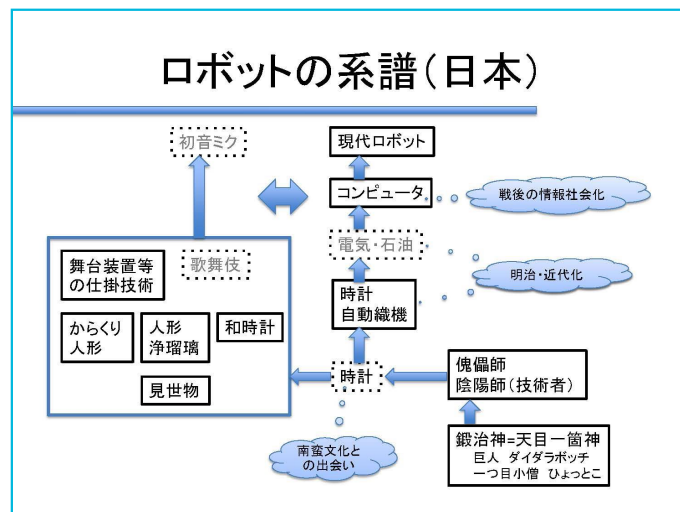 ロボットの系譜(日本)
初音ミク
現代ロボット
コンピュータ
戦後の情報社会化
舞台装置等
の仕掛技術
歌舞伎
電気・石油
明治・近代化
時計
自動織機
からくり
人形
人形
浄瑠璃
和時計
見世物
時計
傀儡師
陰陽師(技術者)
南蛮文化と
の出会い
鍛治神=天目一箇神
巨人 ダイダラボッチ
一つ目小僧 ひょっとこ